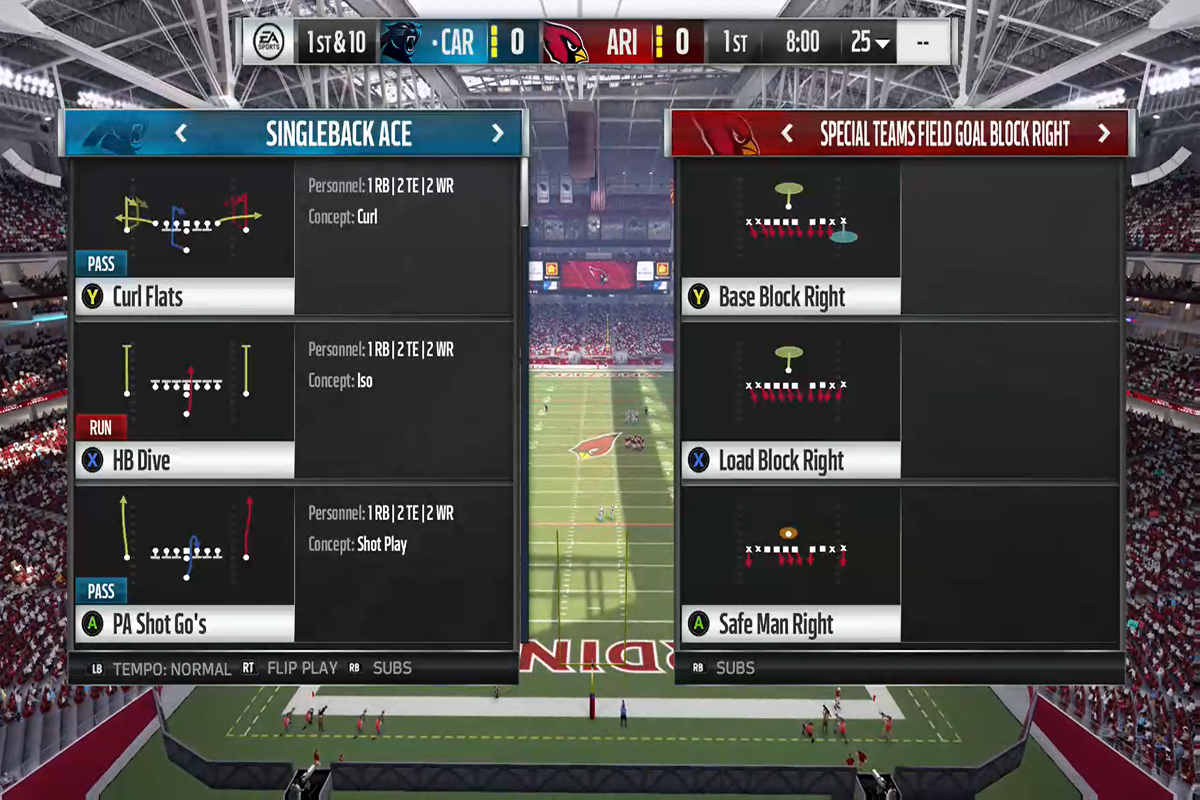 EA SPORTS 1ST & 10 · CAR 0 ARI 0 1ST 8:00 25 --
SINGLEBACK ACE
Personnel: 1 RB | 2 TE | 2 WR
Concept: Curl
PASS
Y Curl Flats
Personnel: 1 RB | 2 TE | 2 WR
Concept: Iso
RUN
X HB Dive
Personnel: 1 RB | 2 TE | 2 WR
Concept: Shot Play
PASS
A PA Shot Go's
LB TEMPO: NORMAL RT FLIP PLAY RB SUBS
SPECIAL TEAMS FIELD GOAL BLOCK RIGHT
Y Base Block Right
X Load Block Right
A Safe Man Right
RB SUBS